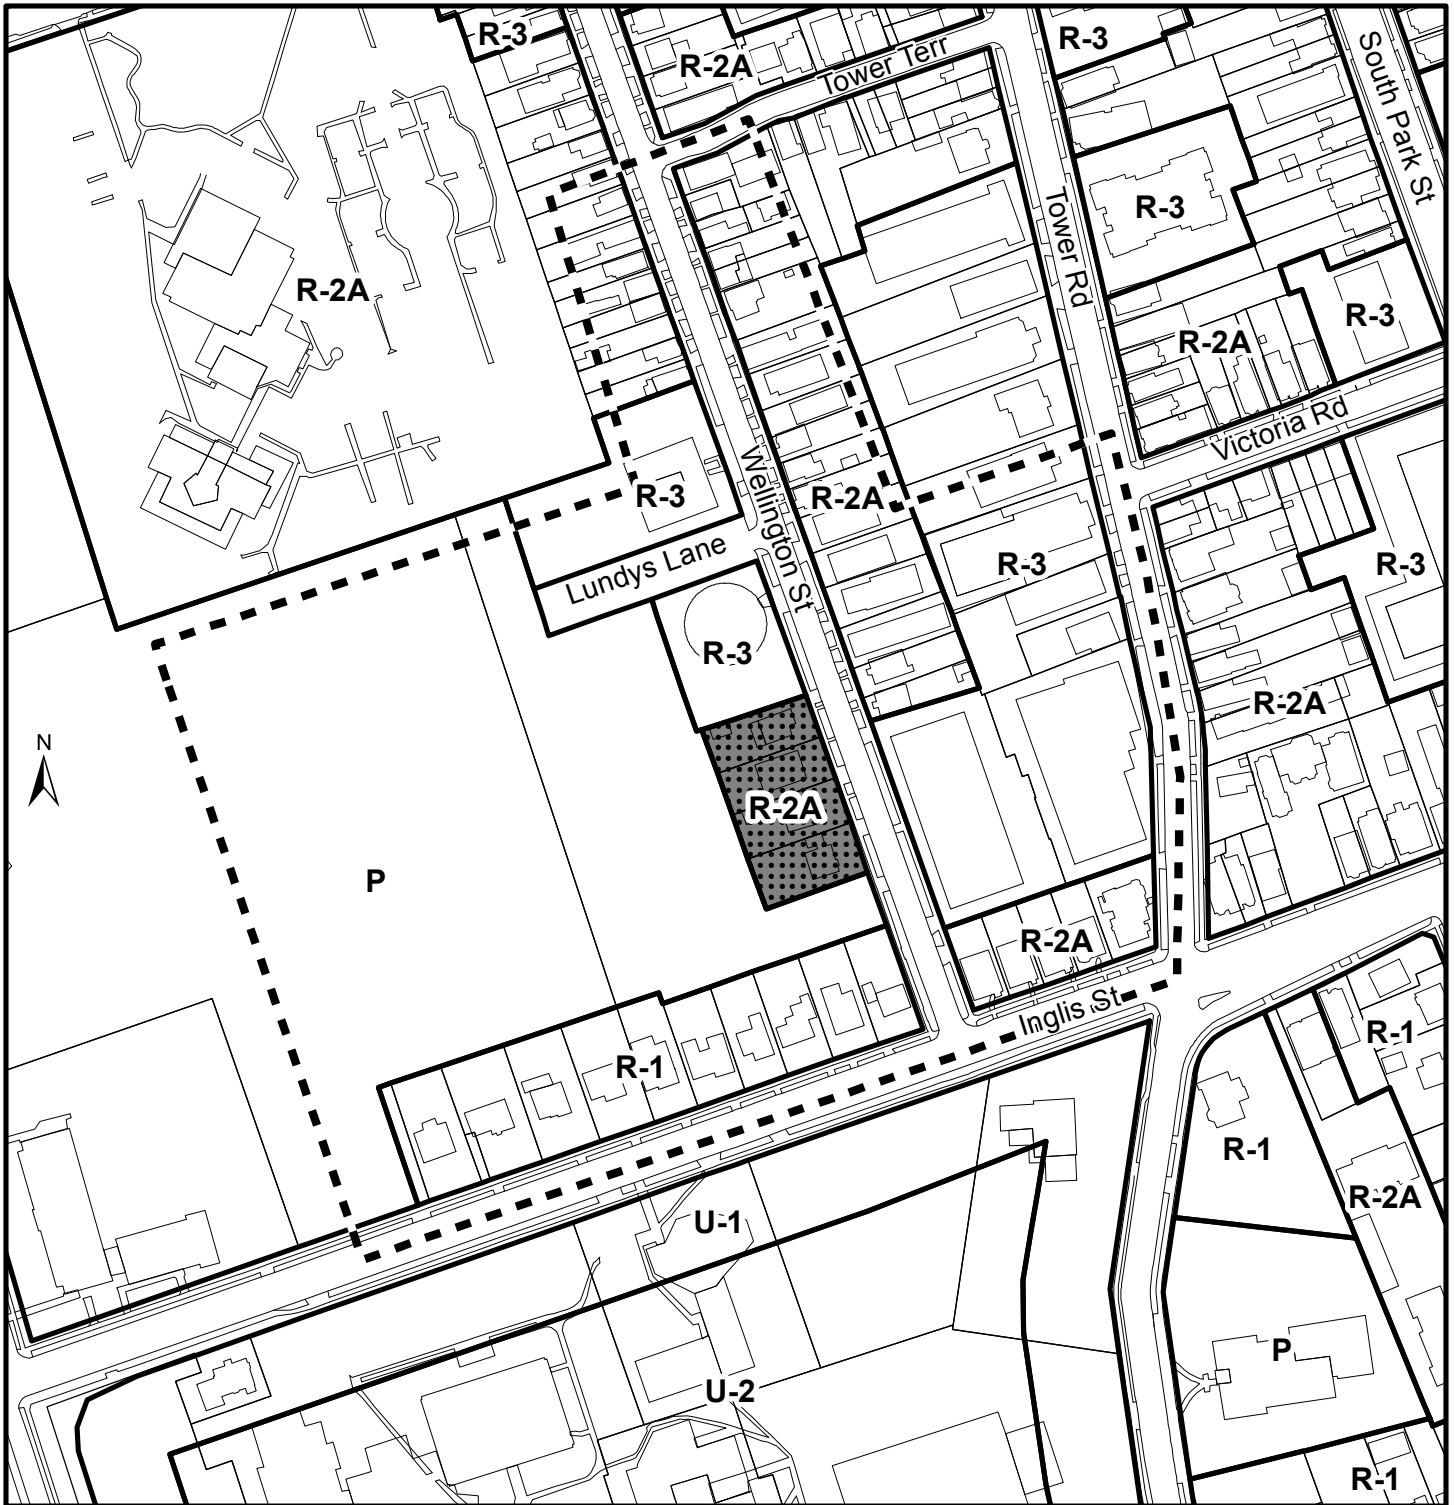 R-3
R-2A
Tower Terr
R-3
South Park St
R-3
Tower Rd
R-2A
R-3
R-2A
Victoria Rd
Wellington St
R-3
R-2A
R-3
R-3
Lundys Lane
R-3
R-2A
N
R-2A
P
R-2A
Inglis St
R-1
R-1
R-1
R-2A
U-1
P
U-2
R-1